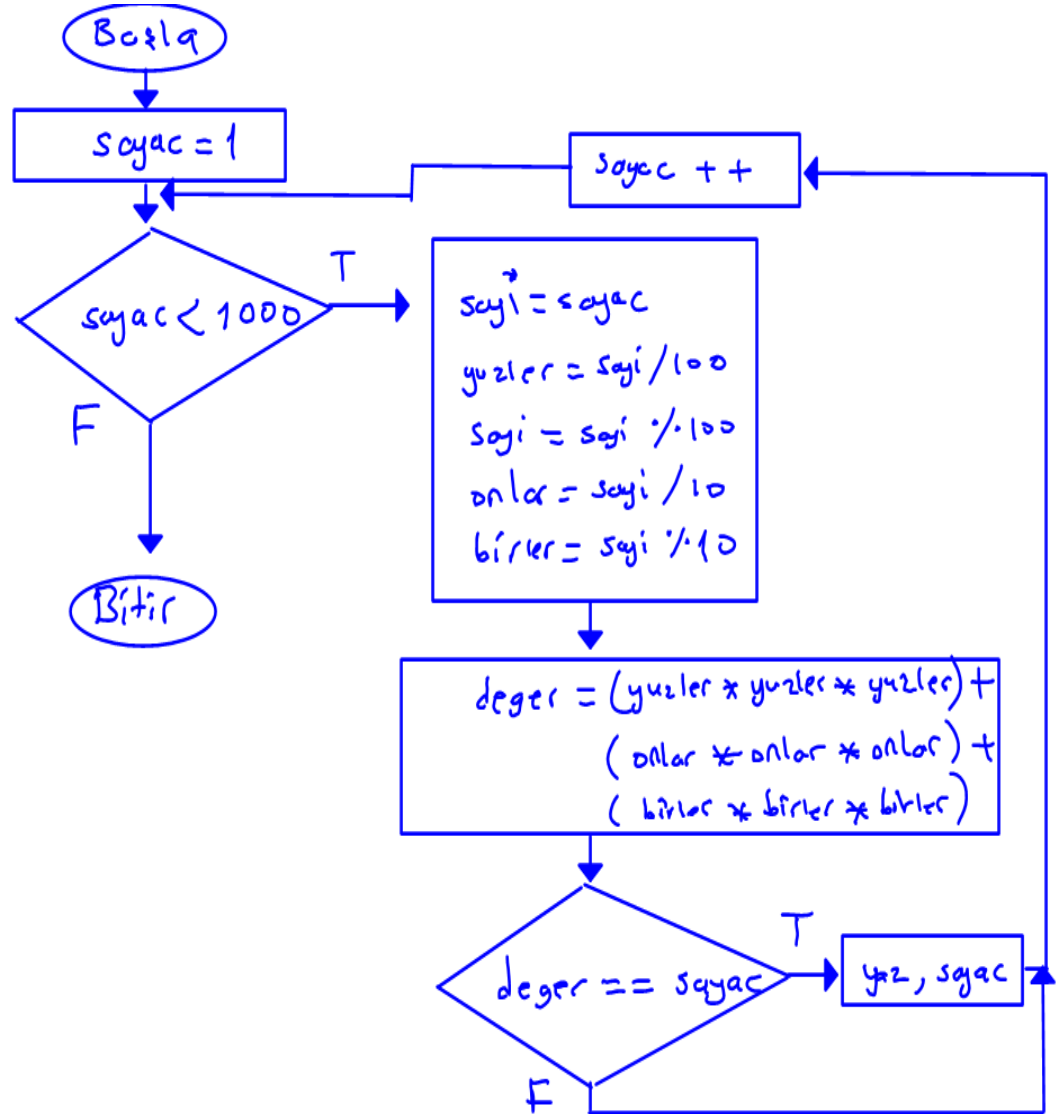 Başla
sayac = 1
sayac + +
sayac < 1000
T
F
Bitir
sayi = sayac
yuzler = sayi / 100
sayi = sayi % 100
onlar = sayi / 10
birler = sayi % 10
deger = (yuzler * yuzler * yuzler) +
(onlar * onlar * onlar) +
(birler * birler * birler)
deger == sayac
T
yaz, sayac
F